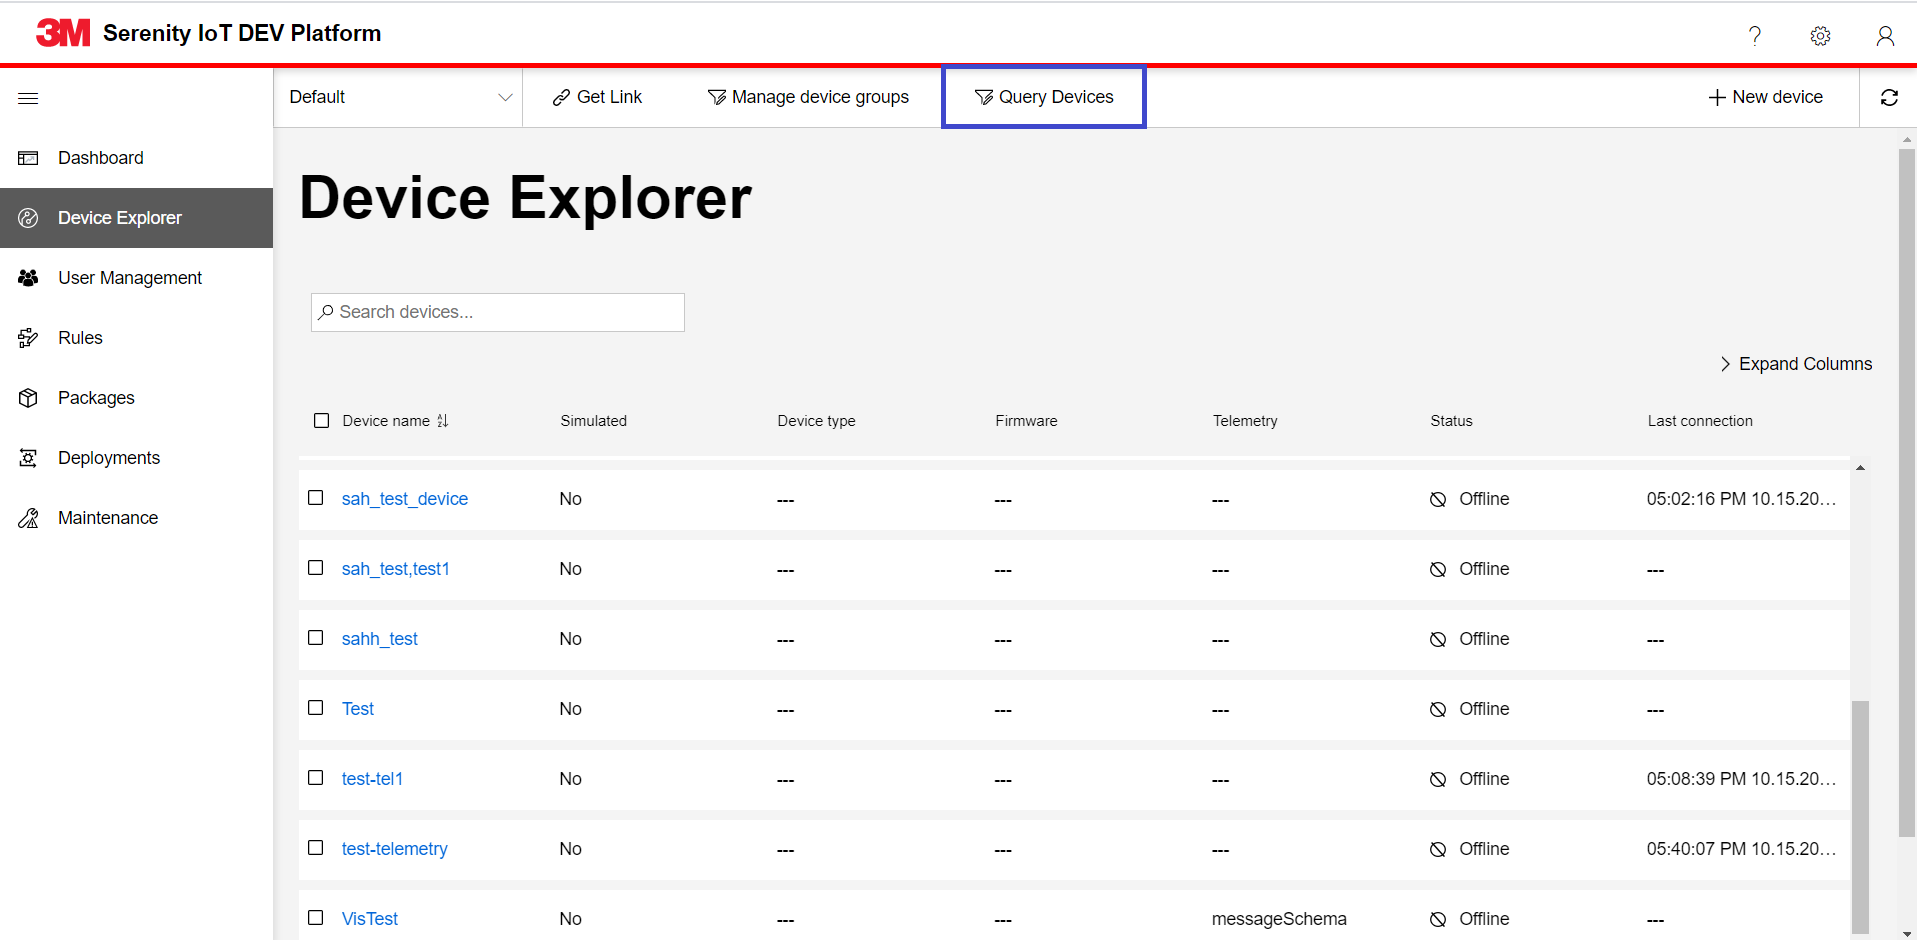 3M Serenity IoT DEV Platform
?
Default
Get Link
Manage device groups
Query Devices
+ New device
Dashboard
Device Explorer
User Management
Rules
Packages
Deployments
Maintenance
Device Explorer
Search devices...
Expand Columns
Device name Simulated Device type Firmware Telemetry Status Last connection
sah_test_device No --- --- --- Offline 05:02:16 PM 10.15.20...
sah_test,test1 No --- --- --- Offline ---
sahh_test No --- --- --- Offline ---
Test No --- --- --- Offline ---
test-tel1 No --- --- --- Offline 05:08:39 PM 10.15.20...
test-telemetry No --- --- --- Offline 05:40:07 PM 10.15.20...
VisTest No --- --- messageSchema Offline ---